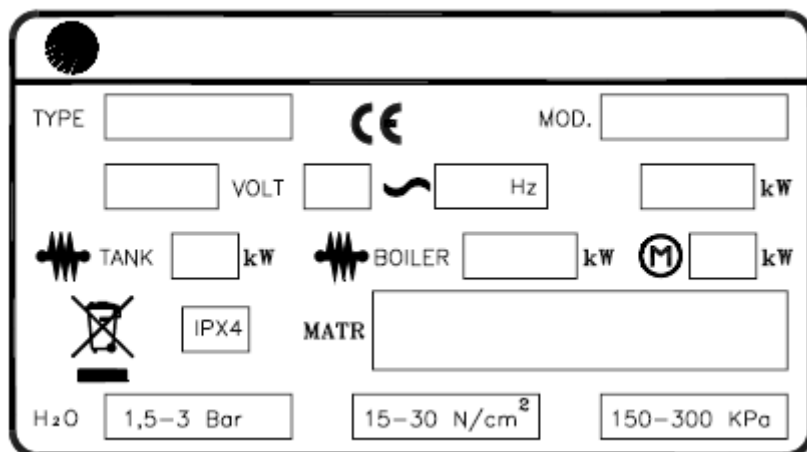 TYPE CE MOD.
VOLT ~ Hz kW
TANK kW BOILER kW M kW
IPX4 MATR
H₂O 1,5-3 Bar 15-30 N/cm² 150-300 KPa